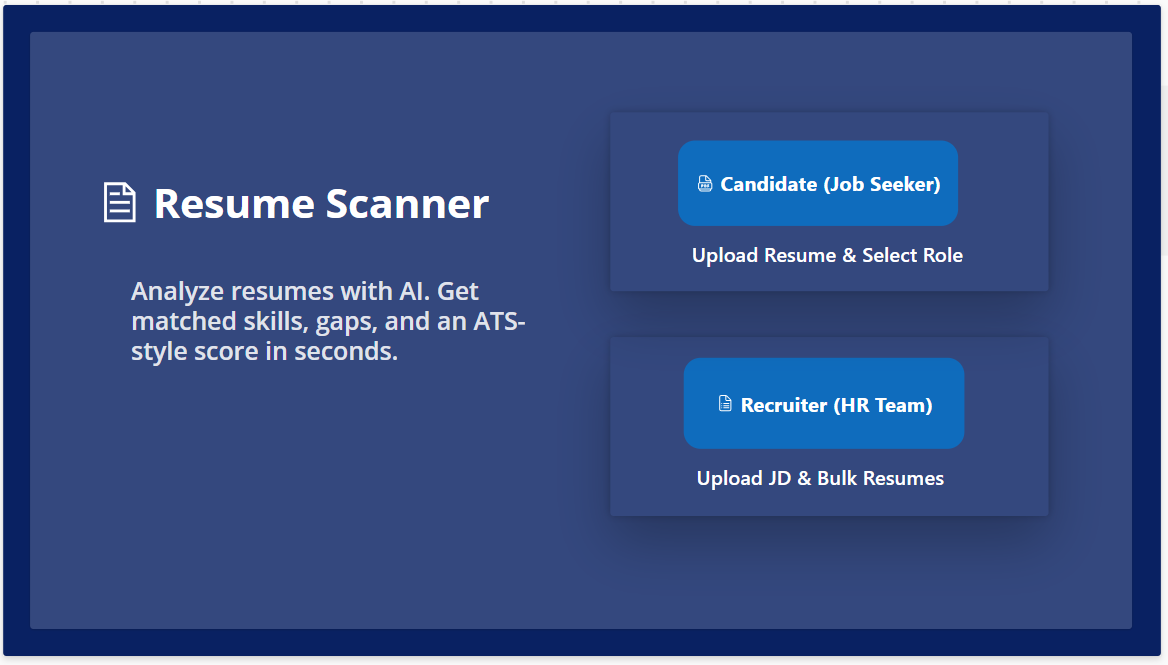 Resume Scanner
Analyze resumes with AI. Get
matched skills, gaps, and an ATS-
style score in seconds.
Candidate (Job Seeker)
Upload Resume & Select Role
Recruiter (HR Team)
Upload JD & Bulk Resumes